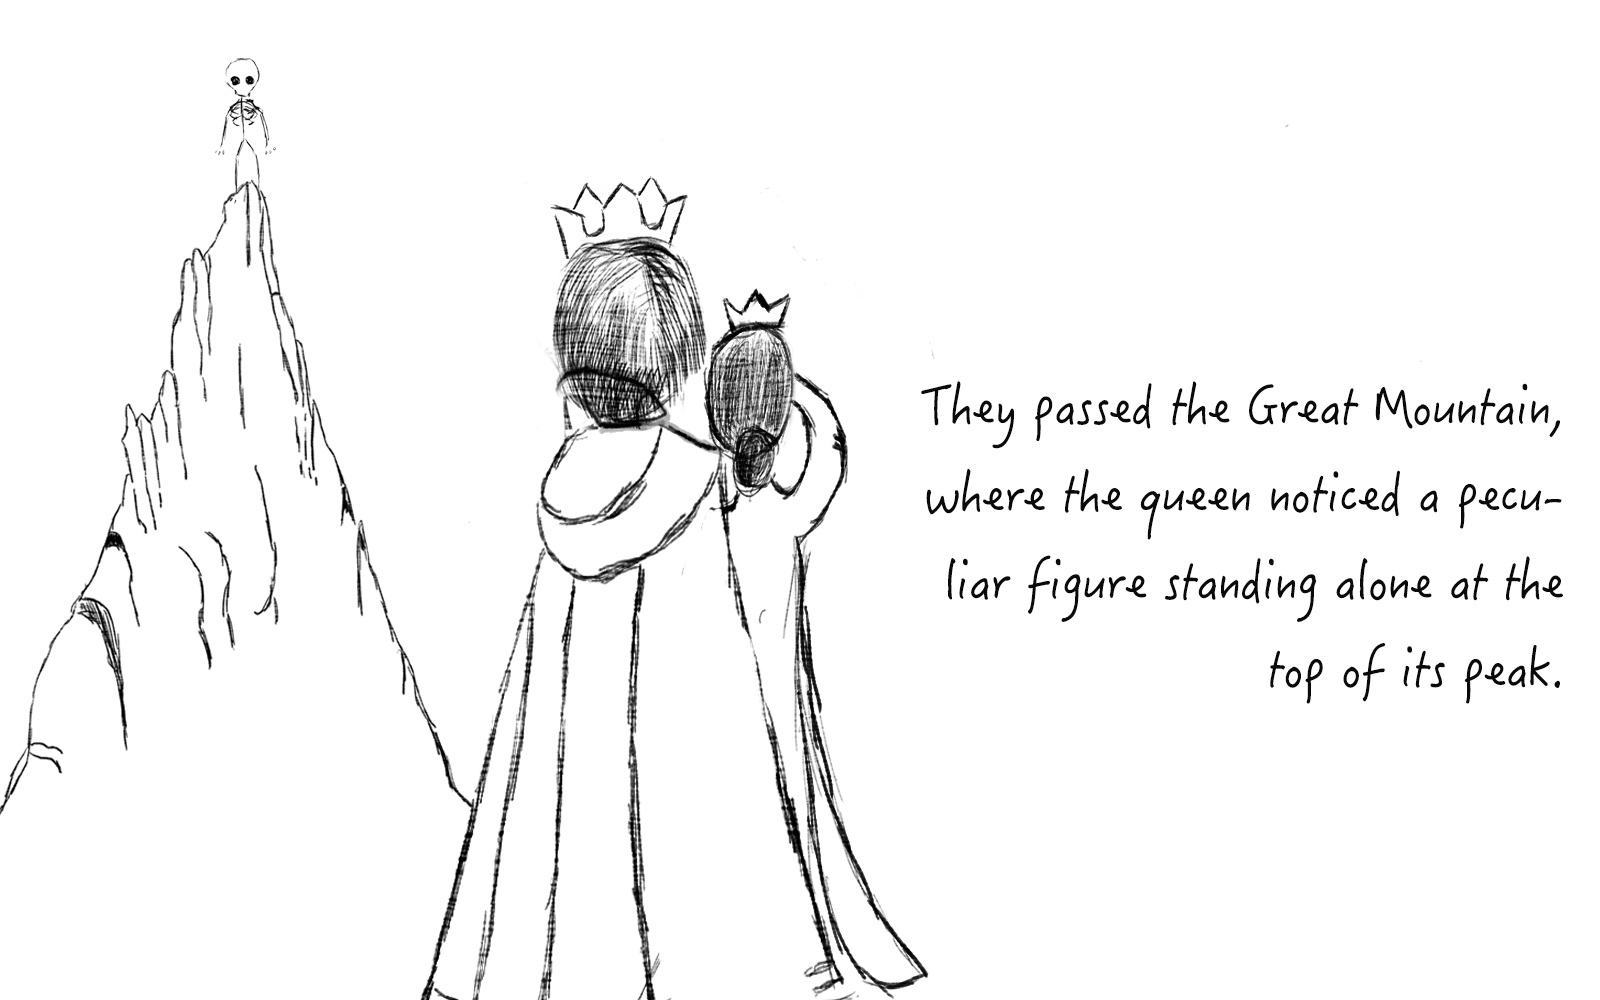 They passed the Great Mountain,
where the queen noticed a pecu-
liar figure standing alone at the
top of its peak.